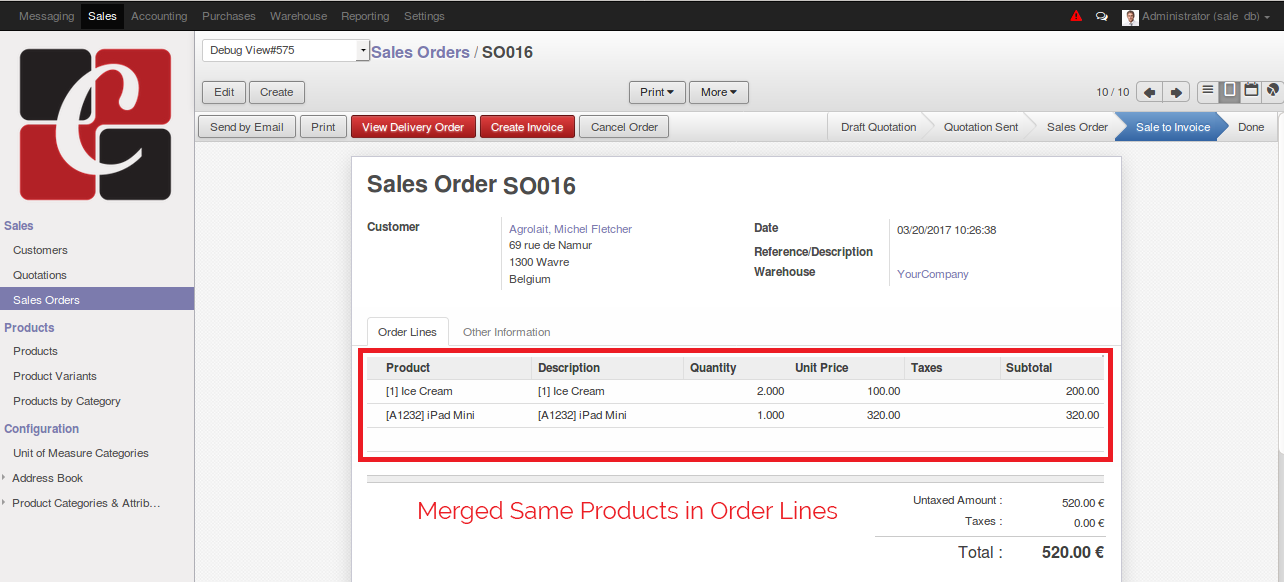 Messaging Sales Accounting Purchases Warehouse Reporting Settings Administrator (sale_db)
Debug View#575 Sales Orders / SO016
Edit Create Print More 10 / 10
Send by Email Print View Delivery Order Create Invoice Cancel Order Draft Quotation Quotation Sent Sales Order Sale to Invoice Done
C
Sales
Customers
Quotations
Sales Orders
Products
Products
Product Variants
Products by Category
Configuration
Unit of Measure Categories
Address Book
Product Categories & Attrib…
Sales Order SO016
Customer Agrolait, Michel Fletcher
69 rue de Namur
1300 Wavre
Belgium
Date 03/20/2017 10:26:38
Reference/Description
Warehouse YourCompany
Order Lines Other Information
Product Description Quantity Unit Price Taxes Subtotal
[1] Ice Cream [1] Ice Cream 2.000 100.00 200.00
[A1232] iPad Mini [A1232] iPad Mini 1.000 320.00 320.00
Merged Same Products in Order Lines
Untaxed Amount : 520.00 €
Taxes : 0.00 €
Total : 520.00 €